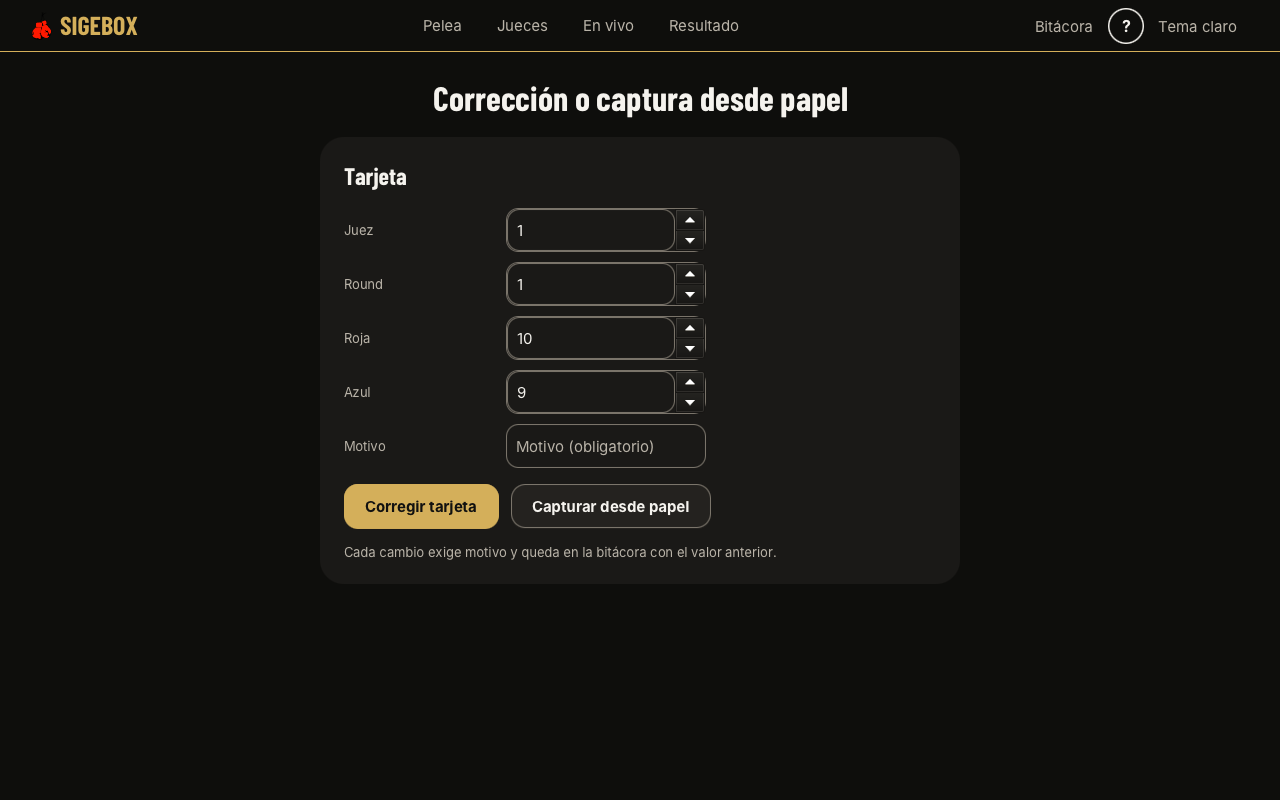 SIGEBOX
Pelea Jueces En vivo Resultado
Bitácora ? Tema claro
Corrección o captura desde papel
Tarjeta
Juez 1
Round 1
Roja 10
Azul 9
Motivo Motivo (obligatorio)
Corregir tarjeta Capturar desde papel
Cada cambio exige motivo y queda en la bitácora con el valor anterior.